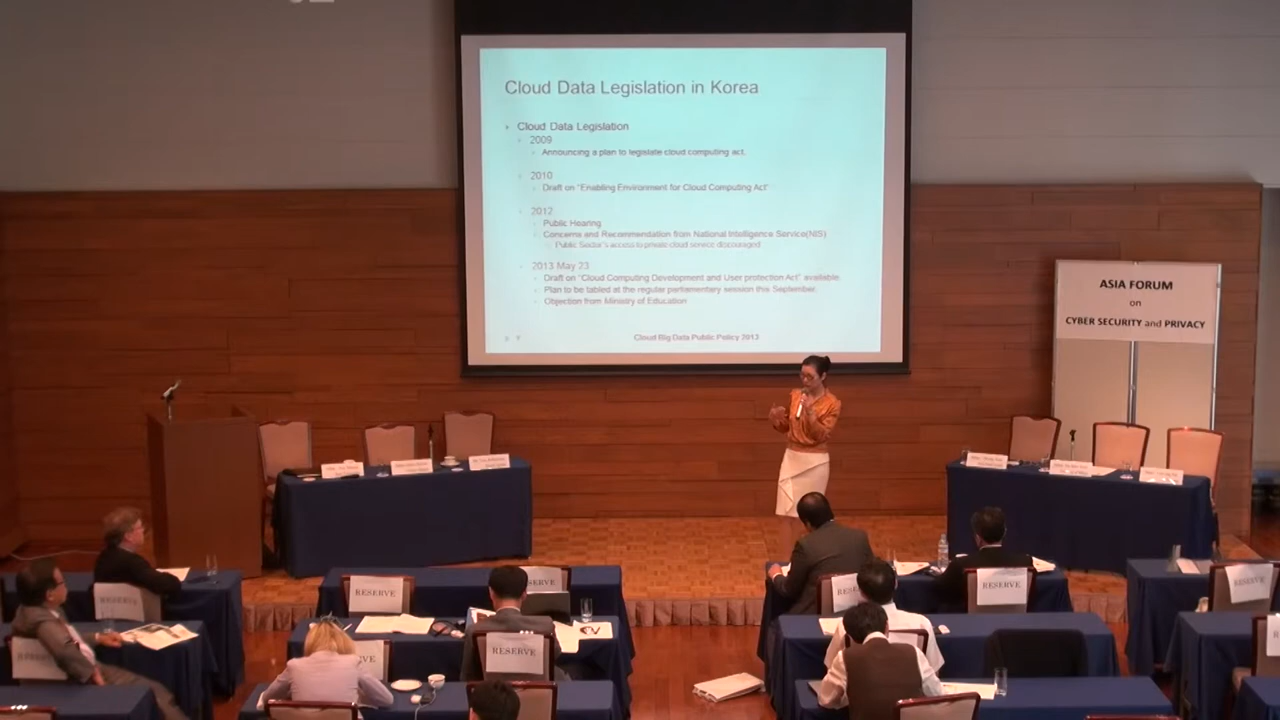 Cloud Data Legislation in Korea
Cloud Data Legislation
2009
Announcing a plan to legislate cloud computing act.
2010
Draft on "Enabling Environment for Cloud Computing Act"
2012
Public Hearing
Concerns and Recommendation from National Intelligence Service(NIS)
Public Sector's access to private cloud service discouraged
2013 May 23
Draft on "Cloud Computing Development and User protection Act" available
Plan to be tabled at the regular parliamentary session this September.
Objection from Ministry of Education
Cloud Big Data Public Policy 2013
ASIA FORUM
on
CYBER SECURITY and PRIVACY
RESERVE
RESERVE
RESERVE
RESERVE
RESERVE
RESERVE
RESERVE
RESERVE